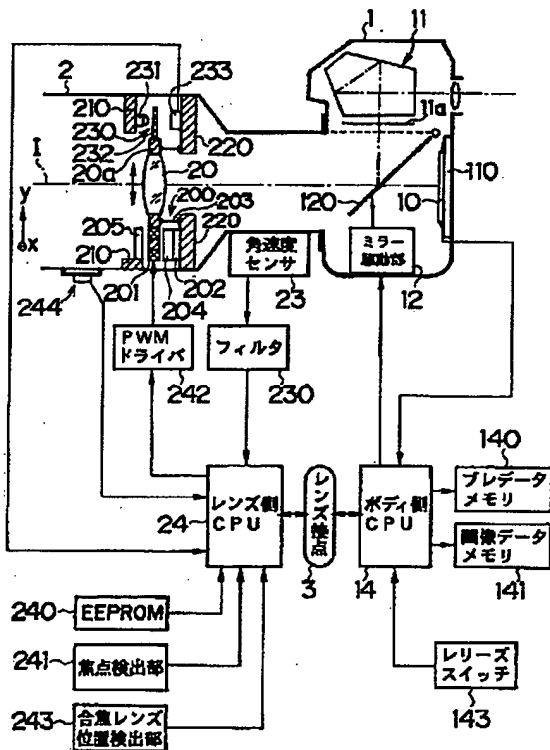 1
11
2
233
210
231
230
232
20a
20
11a
I
200
203
220
110
10
120
y
x
205
210
220
角速度
センサ
ミラー
駆動部
244
201
204
202
23
12
PWM
ドライバ
フィルタ
242
230
140
レンズ側
CPU
24
レンズ接点
3
ボディ側
CPU
14
ブレデータ
メモリ
画像データ
メモリ
141
240
EEPROM
241
焦点検出部
243
合焦レンズ
位置検出部
レリーズ
スイッチ
143